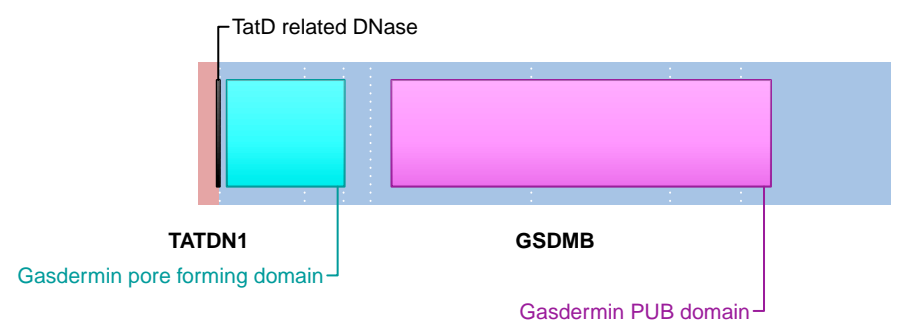 TatD related DNase
TATDN1
GSDMB
Gasdermin pore forming domain
Gasdermin PUB domain